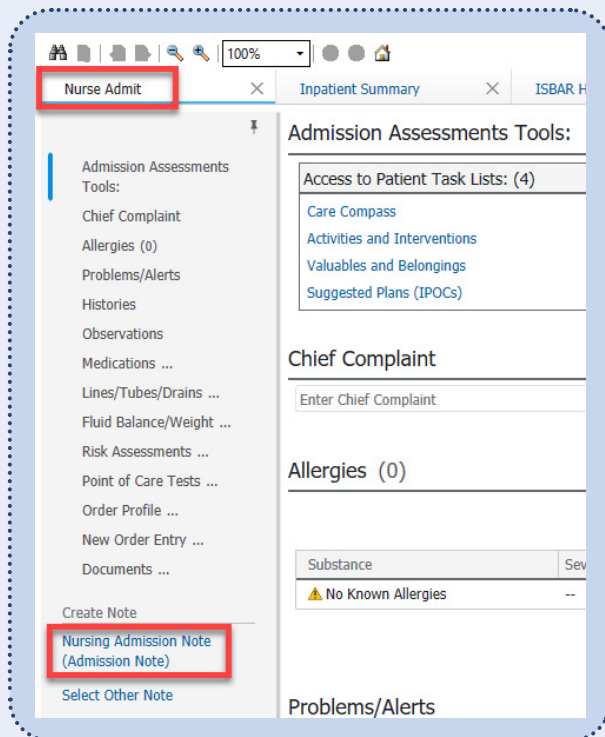 100%
Nurse Admit
Inpatient Summary
ISBAR H
Admission Assessments
Tools:
Chief Complaint
Allergies (0)
Problems/Alerts
Histories
Observations
Medications ...
Lines/Tubes/Drains ...
Fluid Balance/Weight ...
Risk Assessments ...
Point of Care Tests ...
Order Profile ...
New Order Entry ...
Documents ...
Create Note
Nursing Admission Note
(Admission Note)
Select Other Note
Admission Assessments Tools:
Access to Patient Task Lists: (4)
Care Compass
Activities and Interventions
Valuables and Belongings
Suggested Plans (IPOCs)
Chief Complaint
Enter Chief Complaint
Allergies (0)
Substance Sev
No Known Allergies --
Problems/Alerts